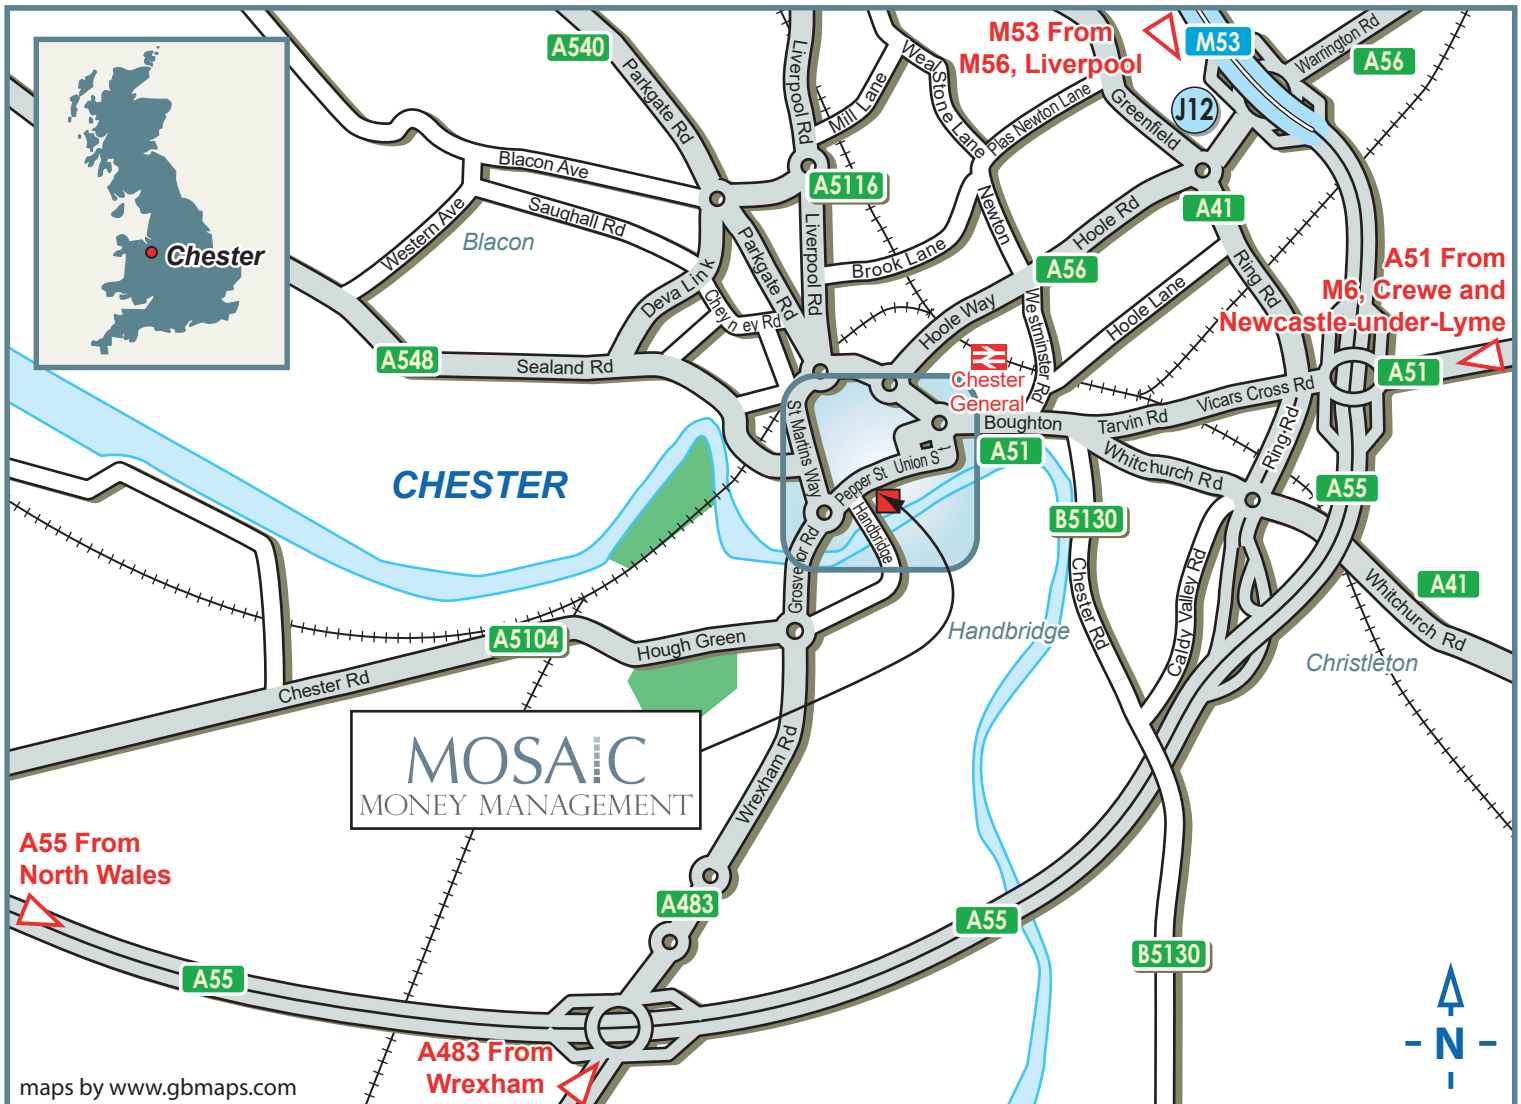 A540
Parkgate Rd
Liverpool Rd
Mill Lane
Weal Stone Lane
Plas Newton Lane
M53 From
M56, Liverpool
M53
Warrington Rd
A56
J12
Greenfield
Chester
Blacon Ave
Saughall Rd
Western Ave
Blacon
A5116
Liverpool Rd
Parkgate Rd
Newton
Hoole Rd
A41
Brook Lane
A56
Ring Rd
A51 From
M6, Crewe and
Newcastle-under-Lyme
Deva Link
Cheyney Rd
Hoole Way
Westminster Rd
Hoole Lane
A548
Sealand Rd
Chester
General
A51
Vicars Cross Rd
Tarvin Rd
Boughton
A51
St Martins Way
Pepper St
Union St
Whitchurch Rd
Ring Rd
A55
CHESTER
B5130
Handbridge
Grosvenor Rd
Chester Rd
Caldy Valley Rd
A41
Whitchurch Rd
Handbridge
Christleton
A5104
Hough Green
Chester Rd
MOSAIC
MONEY MANAGEMENT
Wrexham Rd
A55 From
North Wales
A483
A55
B5130
A55
A483 From
Wrexham
N
maps by www.gbmaps.com